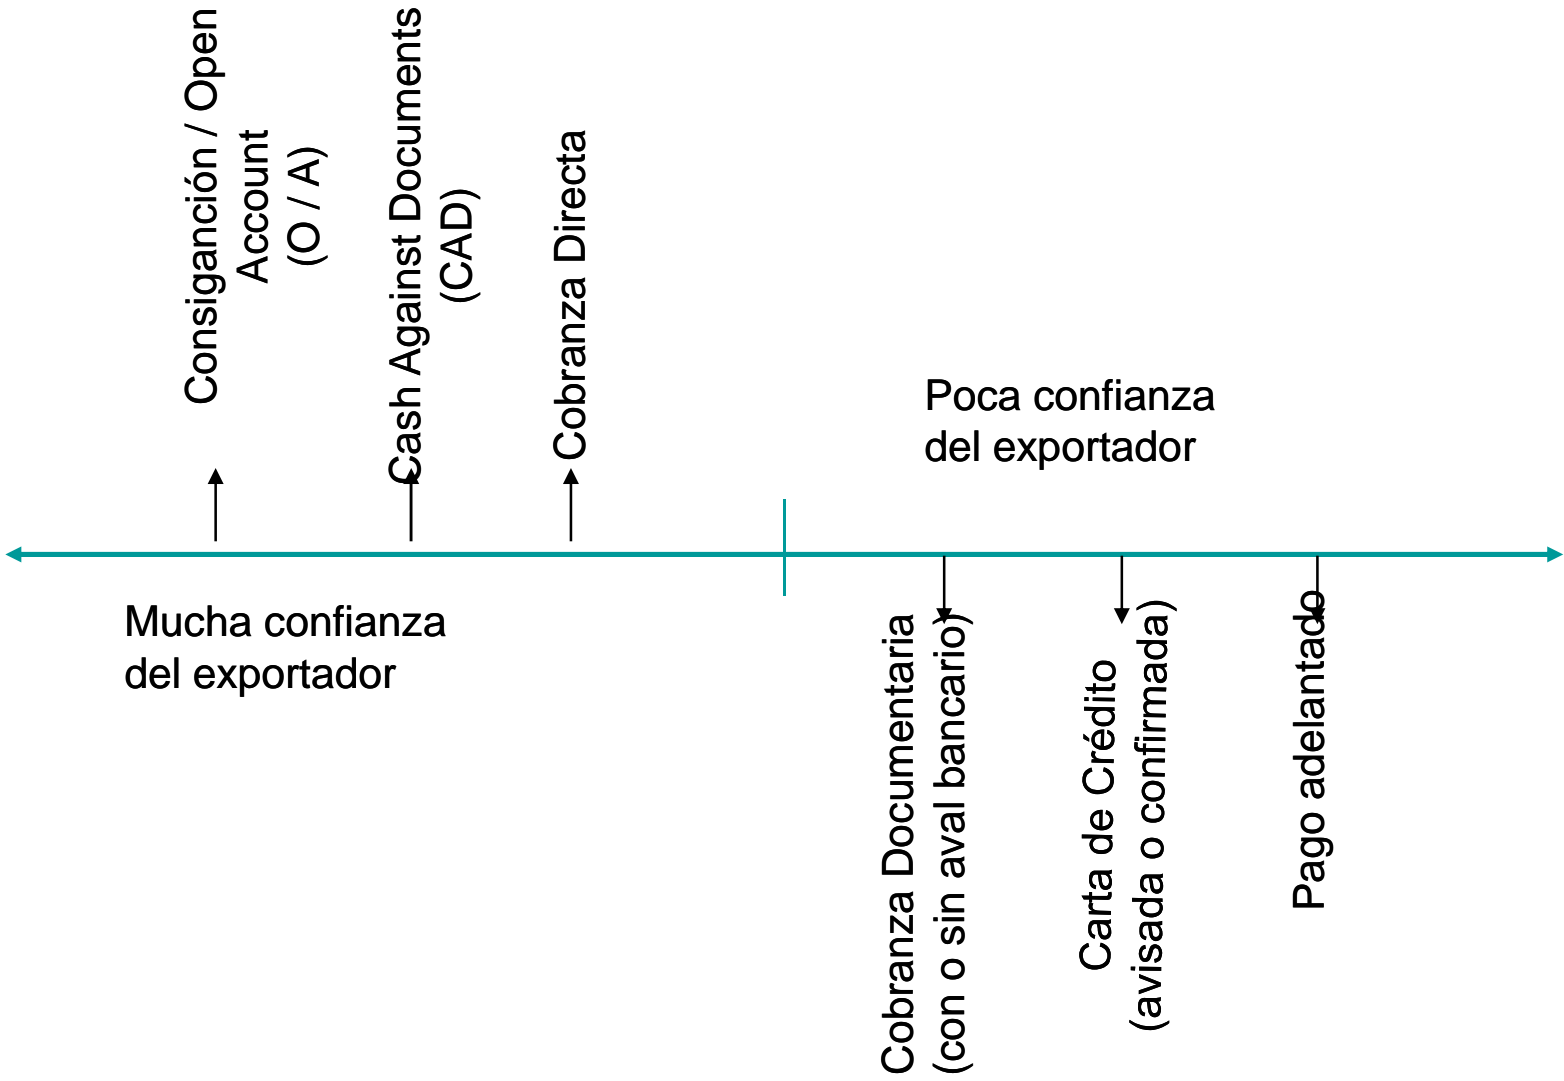 Consiganción / Open
Account
(O / A)
Cash Against Documents
(CAD)
Cobranza Directa
Poca confianza
del exportador
Mucha confianza
del exportador
Cobranza Documentaria
(con o sin aval bancario)
Carta de Crédito
(avisada o confirmada)
Pago adelantado